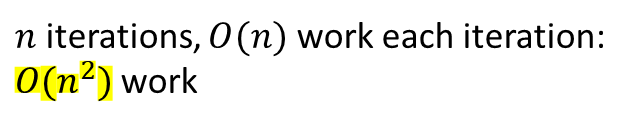 n iterations, O(n) work each iteration:
O(n²) work